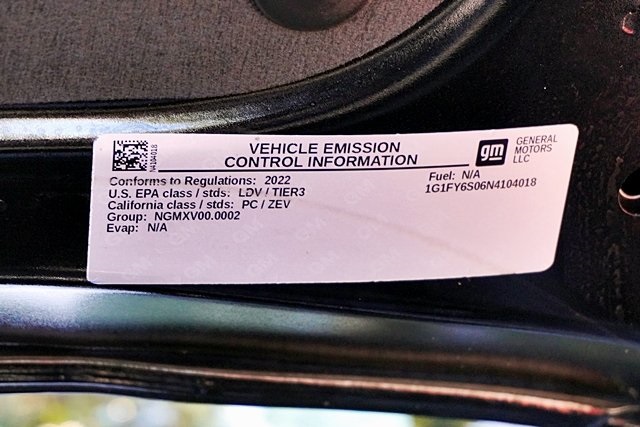 VEHICLE EMISSION
CONTROL INFORMATION
gm
GENERAL
MOTORS
LLC
N4104018
Conforms to Regulations: 2022
U.S. EPA class / stds: LDV / TIER3
California class / stds: PC / ZEV
Group: NGMXV00.0002
Evap: N/A
Fuel: N/A
1G1FY6S06N4104018